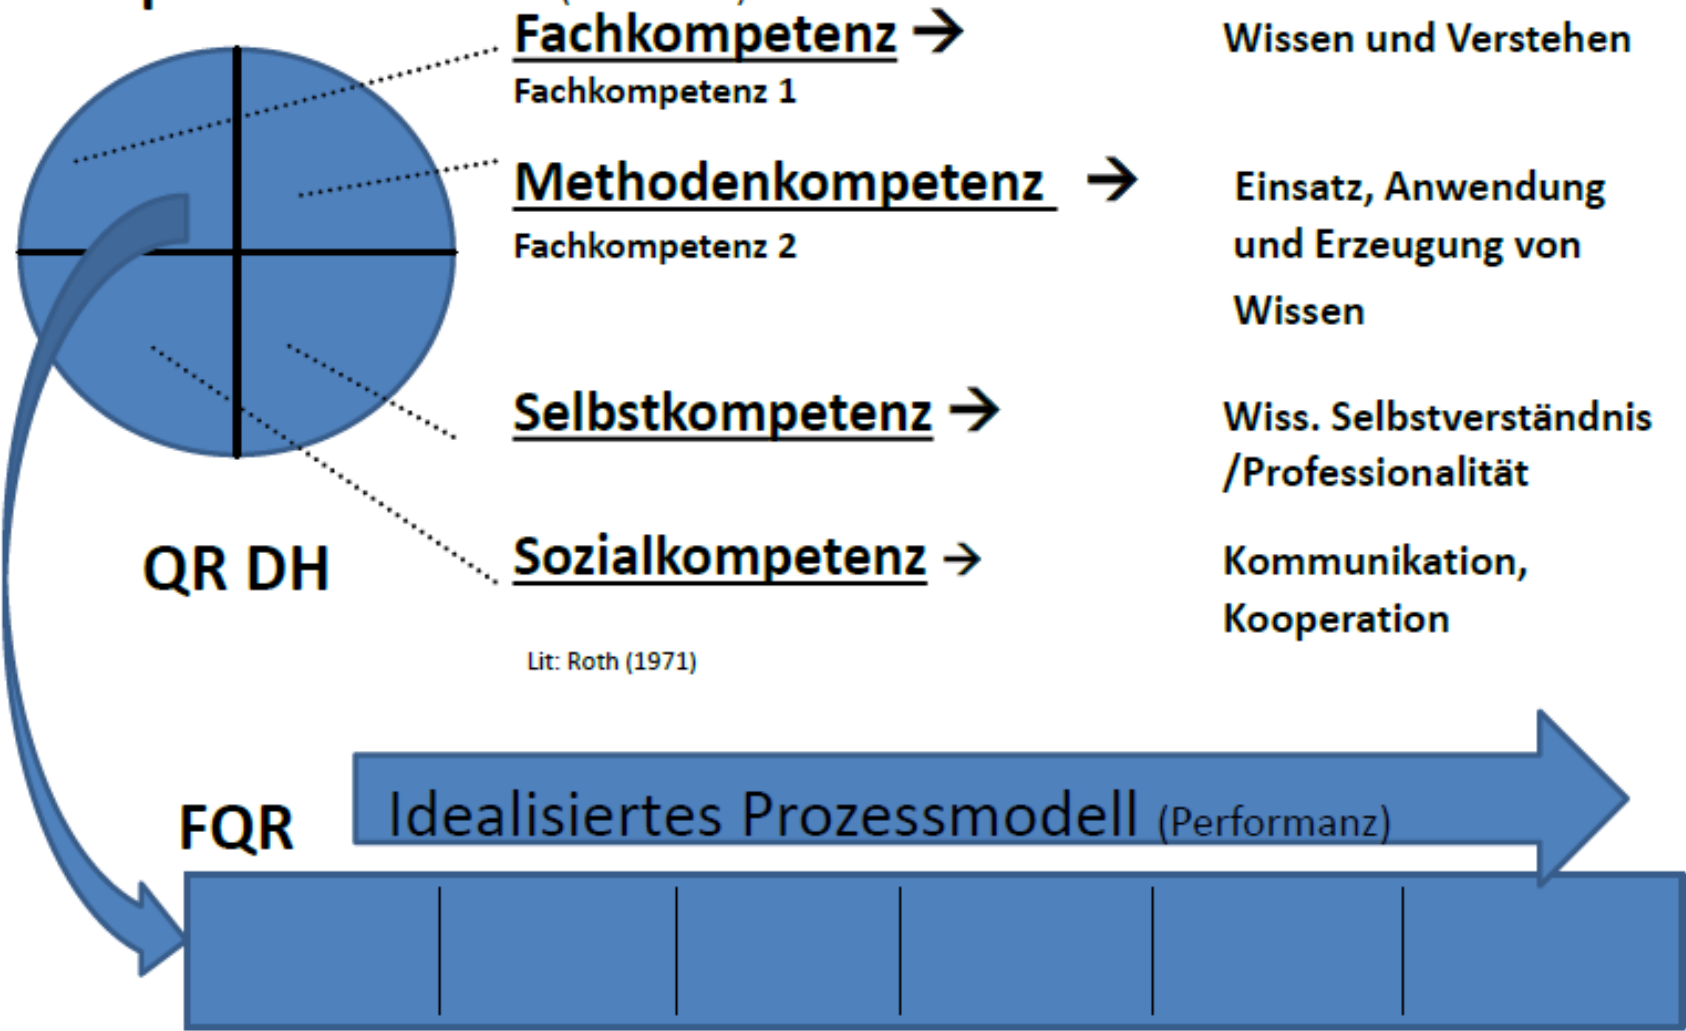 Fachkompetenz → Wissen und Verstehen
Fachkompetenz 1
Methodenkompetenz → Einsatz, Anwendung
Fachkompetenz 2 und Erzeugung von
Wissen
Selbstkompetenz → Wiss. Selbstverständnis
/Professionalität
Sozialkompetenz → Kommunikation,
QR DH
Kooperation
Lit: Roth (1971)
Idealisiertes Prozessmodell (Performanz)
FQR